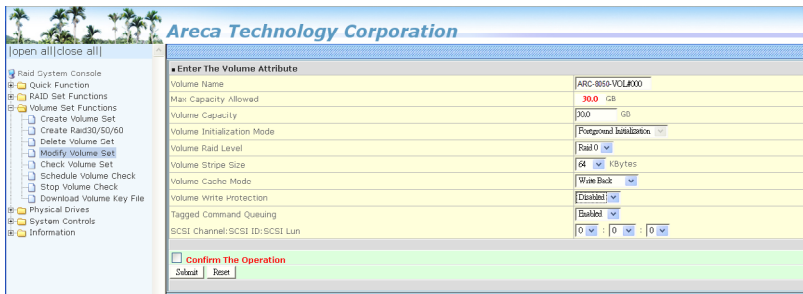 Areca Technology Corporation
|open all|close all|
Raid System Console
Quick Function
RAID Set Functions
Volume Set Functions
Create Volume Set
Create Raid30/50/60
Delete Volume Set
Modify Volume Set
Check Volume Set
Schedule Volume Check
Stop Volume Check
Download Volume Key File
Physical Drives
System Controls
Information
Enter The Volume Attribute
Volume Name ARC-8050-VOL#000
Max Capacity Allowed 30.0 GB
Volume Capacity 30.0 GB
Volume Initialization Mode Foreground Initialization
Volume Raid Level Raid 0
Volume Stripe Size 64 KBytes
Volume Cache Mode Write Back
Volume Write Protection Disabled
Tagged Command Queuing Enabled
SCSI Channel:SCSI ID:SCSI Lun 0 : 0 : 0
Confirm The Operation
Submit Reset